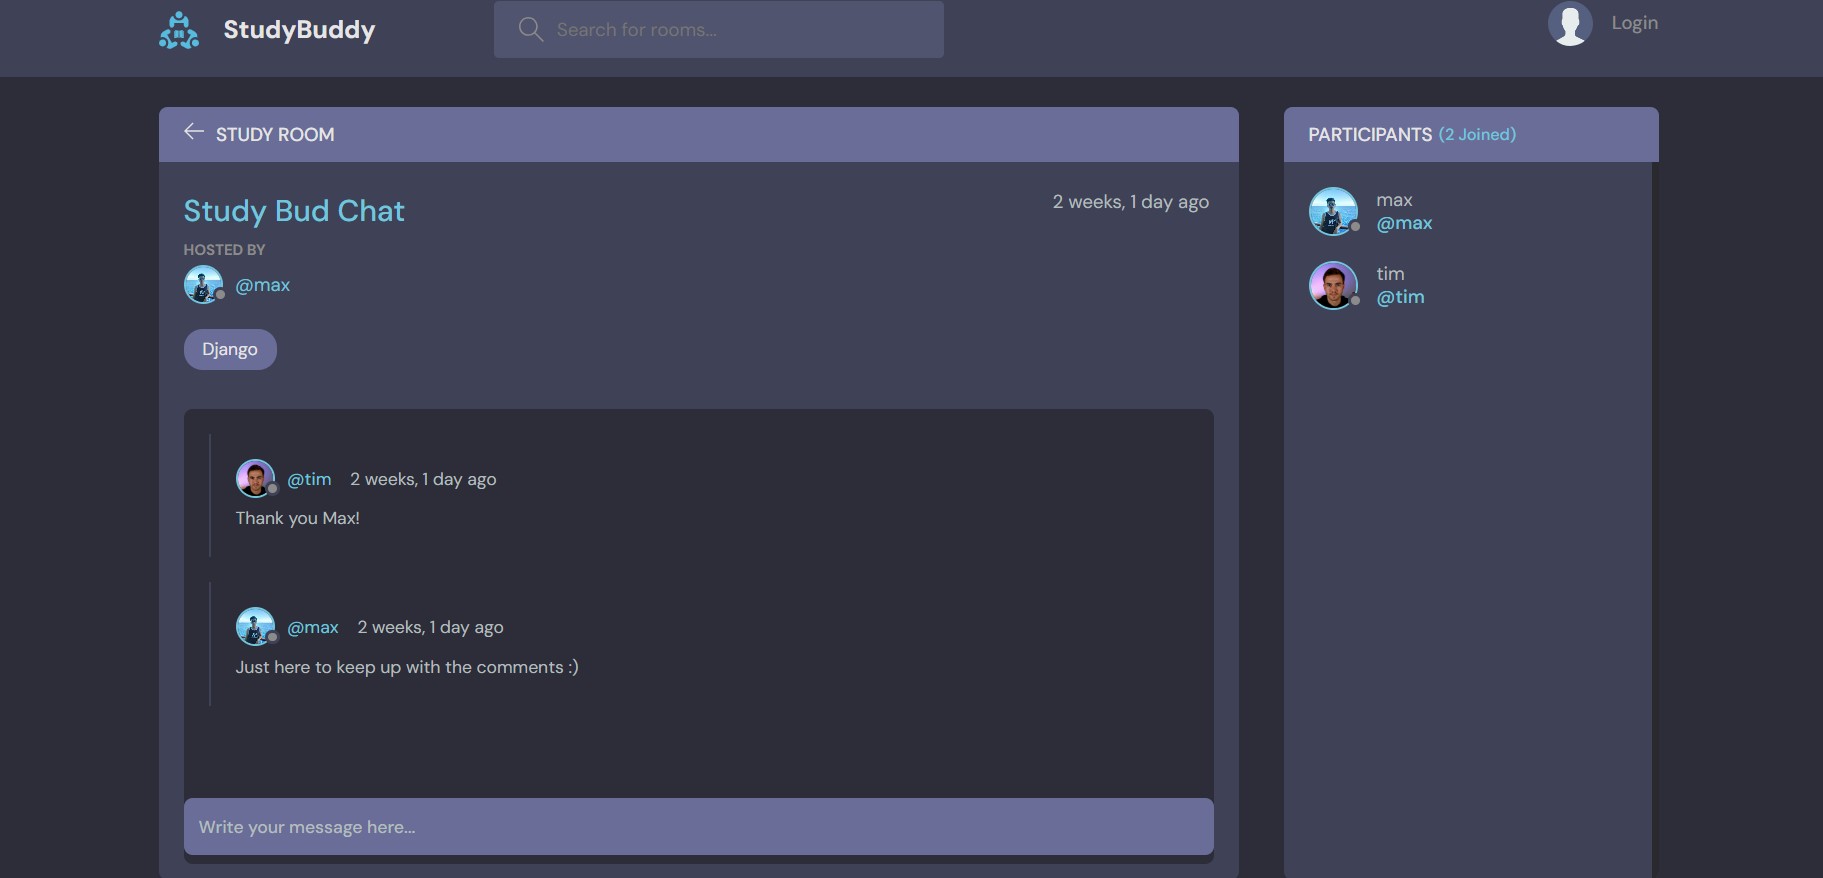 StudyBuddy
Search for rooms...
Login
STUDY ROOM
Study Bud Chat
2 weeks, 1 day ago
HOSTED BY
@max
Django
@tim 2 weeks, 1 day ago
Thank you Max!
@max 2 weeks, 1 day ago
Just here to keep up with the comments :)
Write your message here...
PARTICIPANTS (2 Joined)
max
@max
tim
@tim